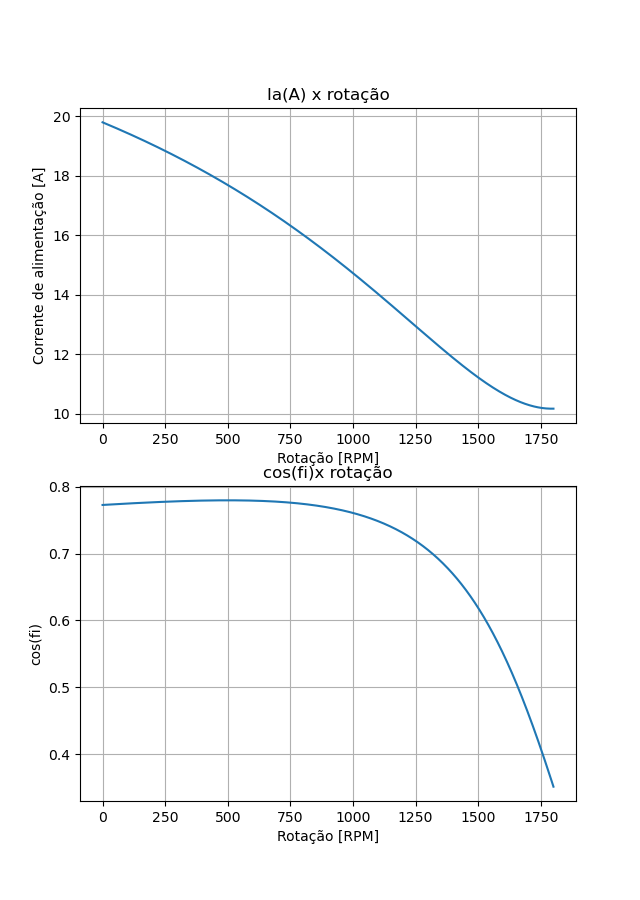 Ia(A) x rotação
20
18
16
14
12
10
Corrente de alimentação [A]
0 250 500 750 1000 1250 1500 1750
Rotação [RPM]
cos(fi)x rotação
0.8
0.7
0.6
0.5
0.4
cos(fi)
0 250 500 750 1000 1250 1500 1750
Rotação [RPM]